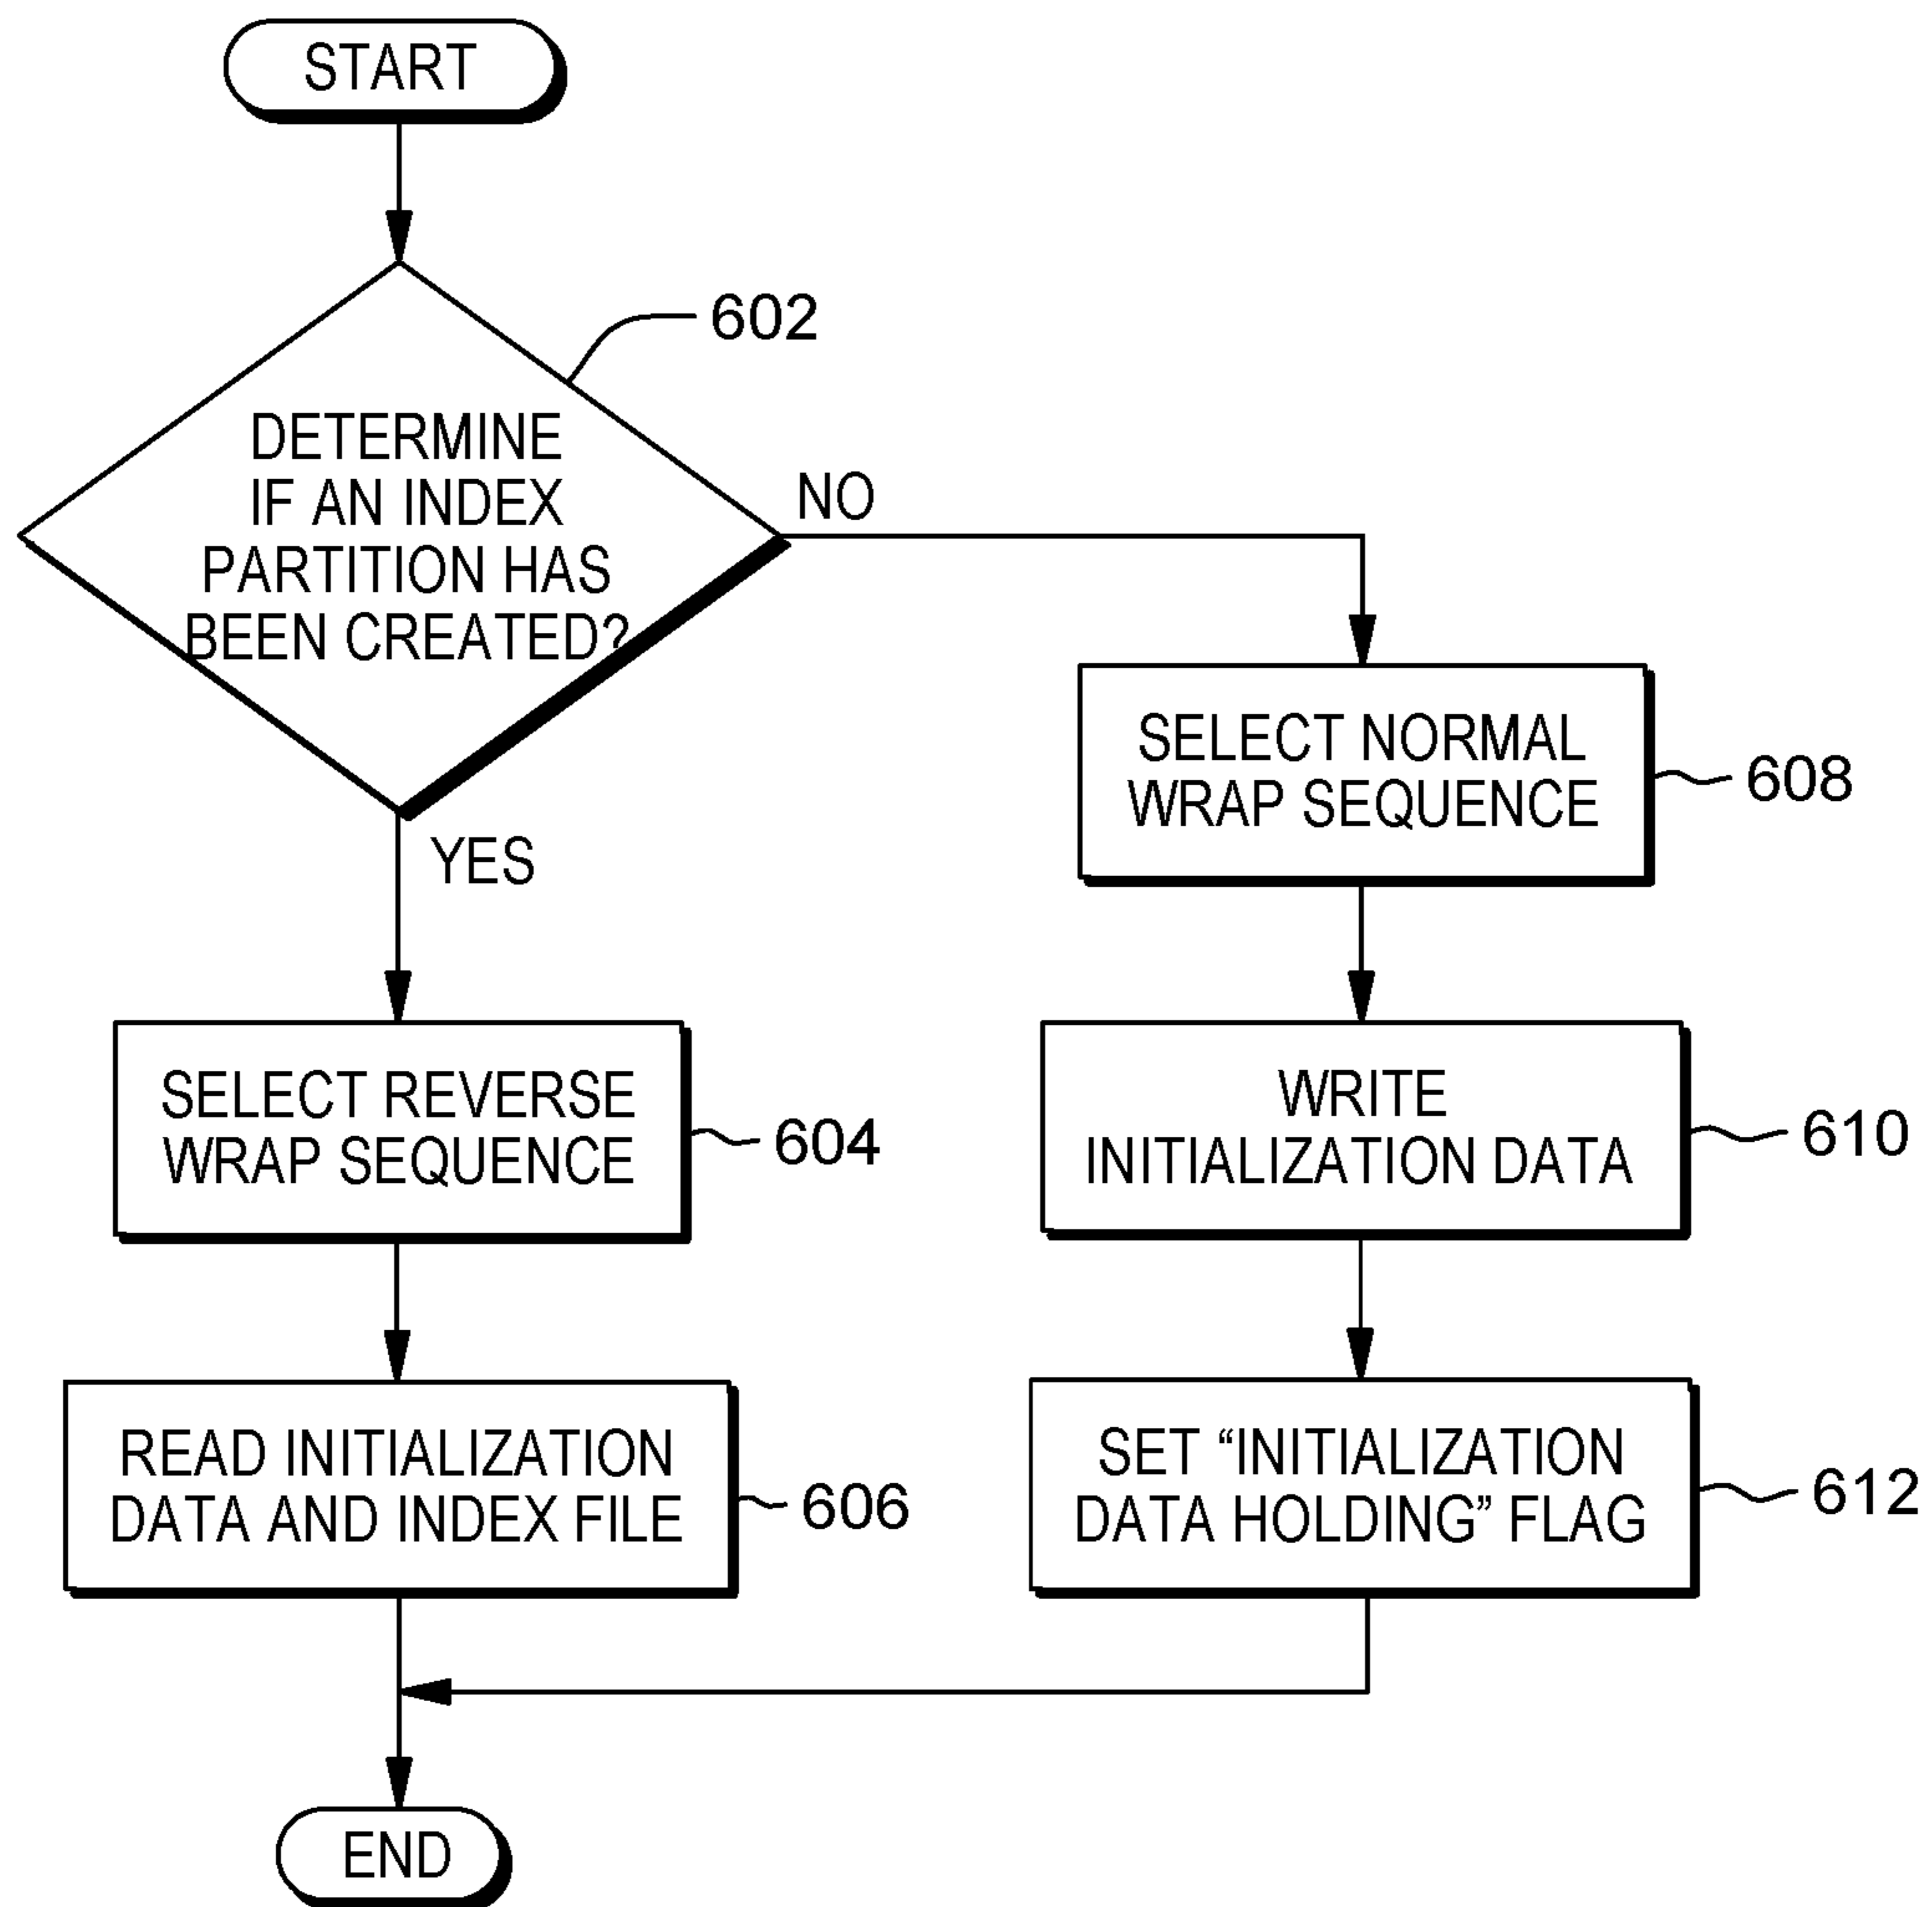 START
602
DETERMINE
IF AN INDEX
PARTITION HAS
BEEN CREATED?
NO
YES
SELECT REVERSE
WRAP SEQUENCE
604
READ INITIALIZATION
DATA AND INDEX FILE
606
SELECT NORMAL
WRAP SEQUENCE
608
WRITE
INITIALIZATION DATA
610
SET “INITIALIZATION
DATA HOLDING” FLAG
612
END